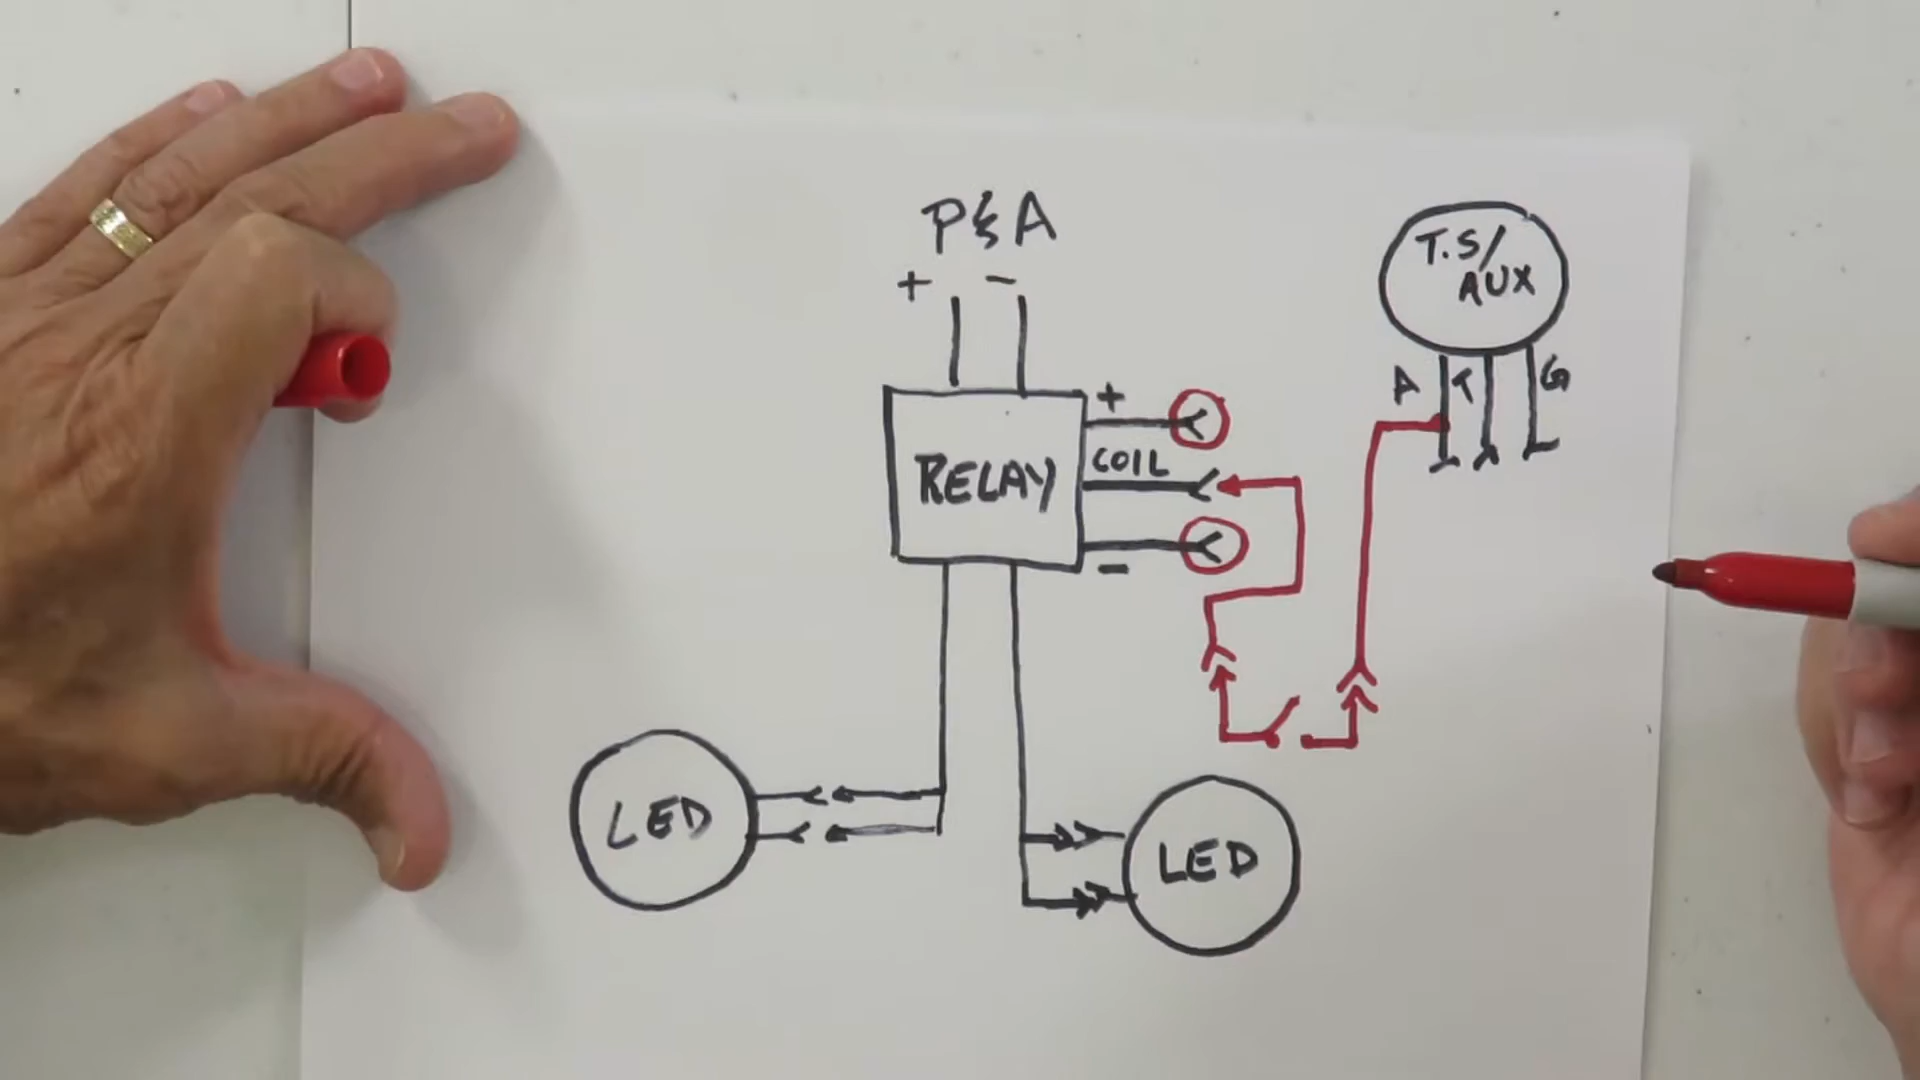 P&A
+ -
T.S/
AUX
A T G
+
COIL
RELAY
-
LED
LED